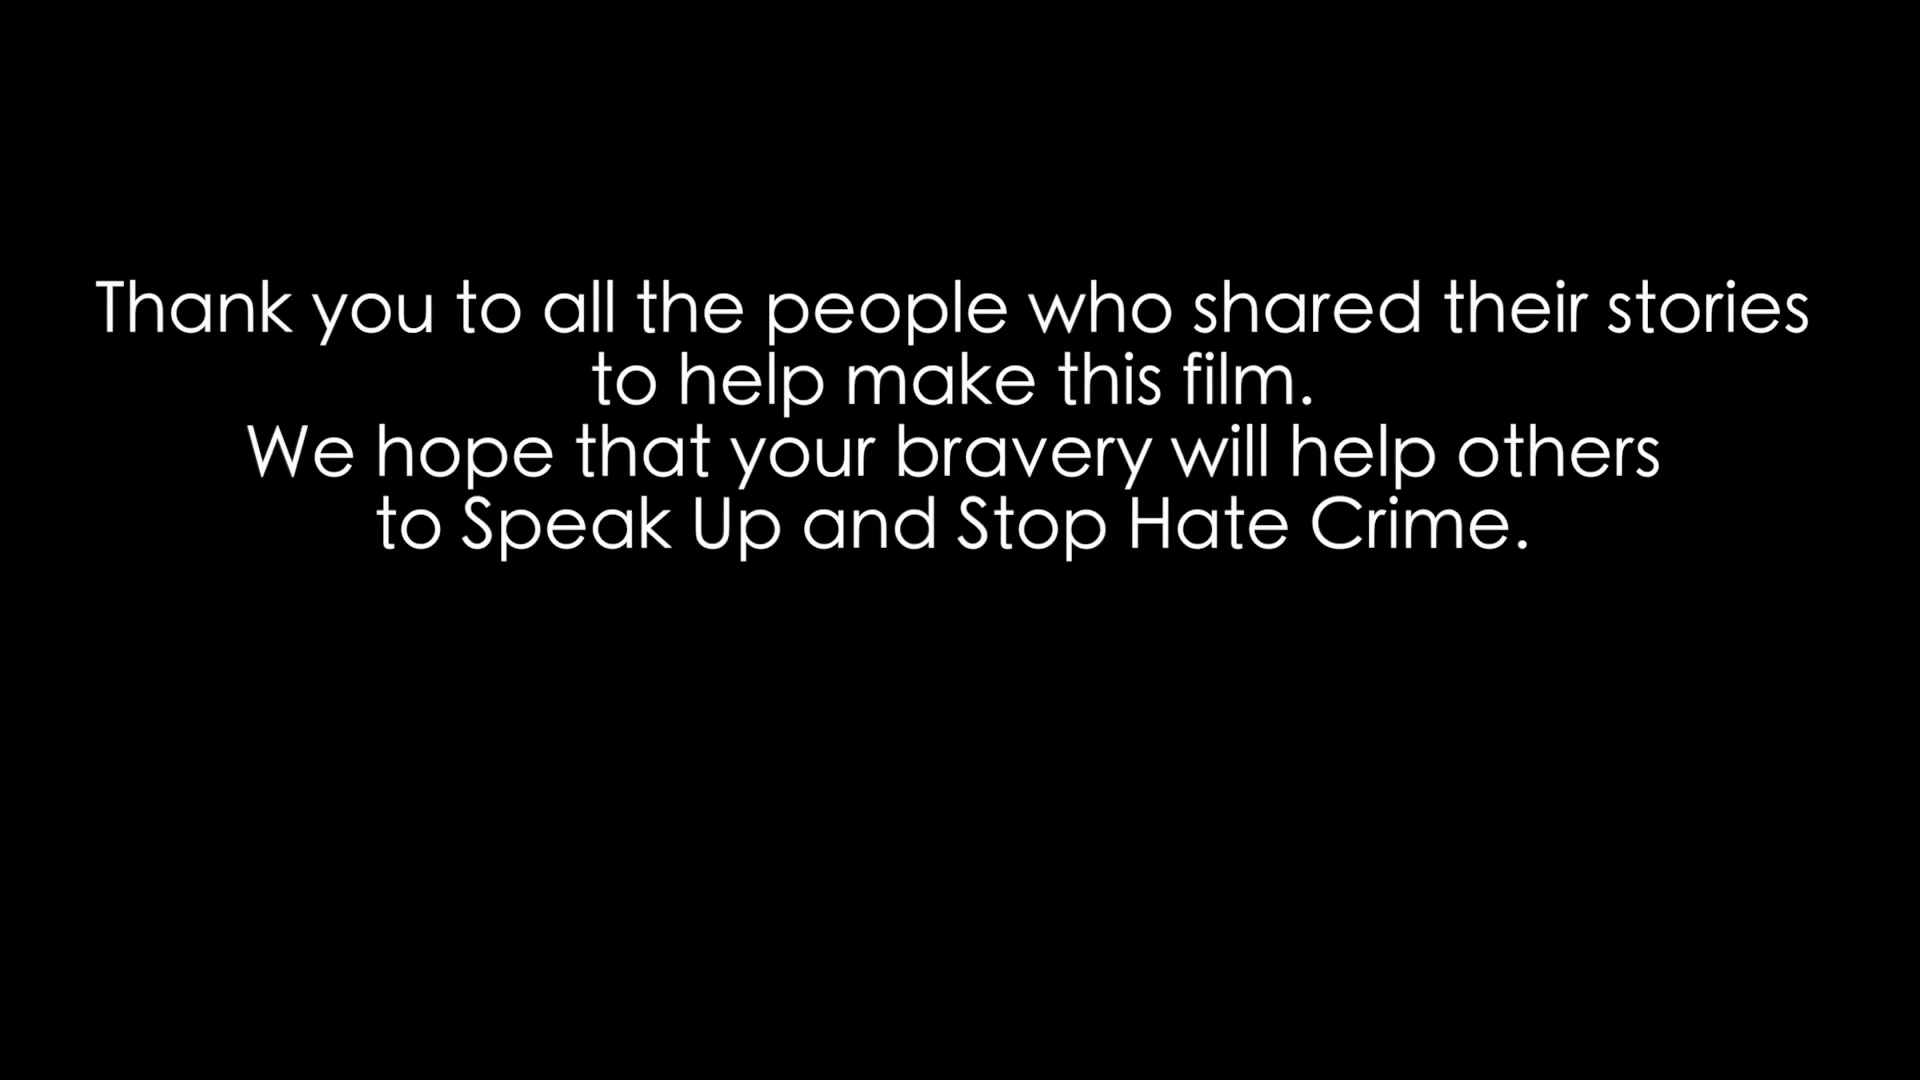 Thank you to all the people who shared their stories
to help make this film.
We hope that your bravery will help others
to Speak Up and Stop Hate Crime.